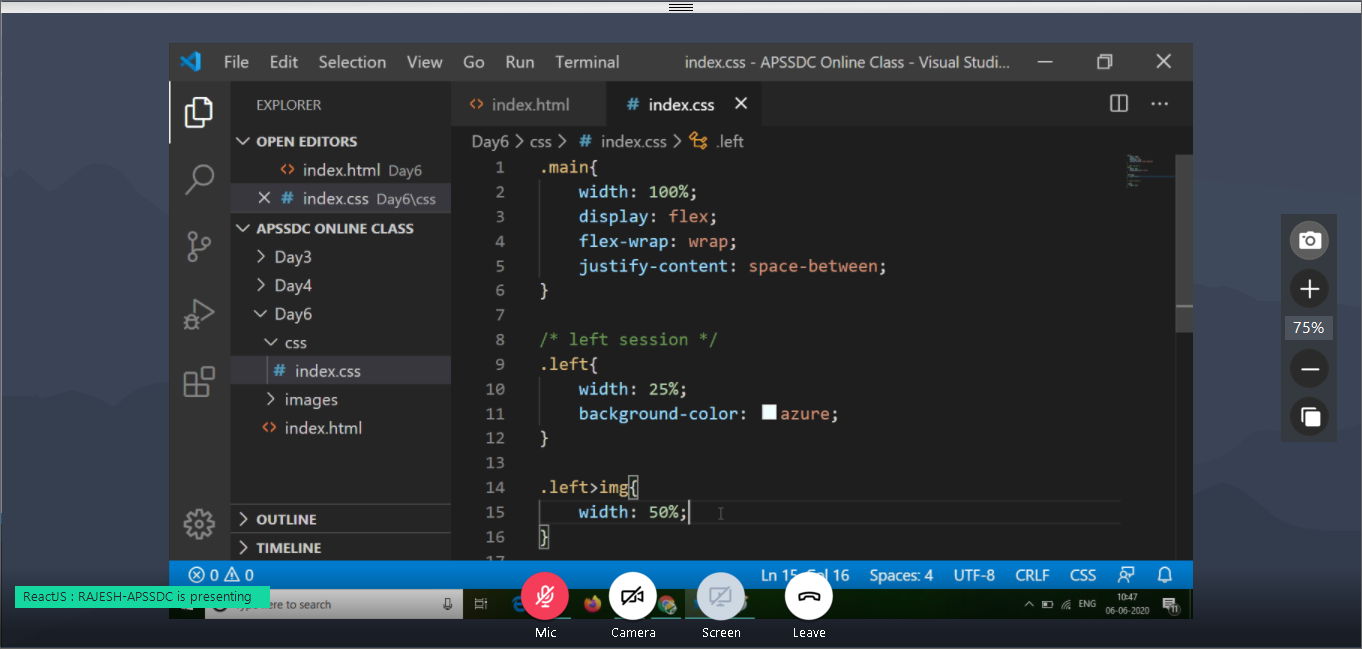 File Edit Selection View Go Run Terminal index.css - APSSDC Online Class - Visual Studi...
EXPLORER
OPEN EDITORS
index.html Day6
index.css Day6\css
APSSDC ONLINE CLASS
Day3
Day4
Day6
css
# index.css
images
index.html
OUTLINE
TIMELINE
index.html # index.css
Day6 > css > # index.css > .left
1 .main{
2 width: 100%;
3 display: flex;
4 flex-wrap: wrap;
5 justify-content: space-between;
6 }
7
8 /* left session */
9 .left{
10 width: 25%;
11 background-color: azure;
12 }
13
14 .left>img{
15 width: 50%;
16 }
17
75%
0 0 Ln 15, Col 16 Spaces: 4 UTF-8 CRLF CSS
ReactJS : RAJESH-APSSDC is presenting
here to search
ENG 10:47
06-06-2020
11
Mic Camera Screen Leave